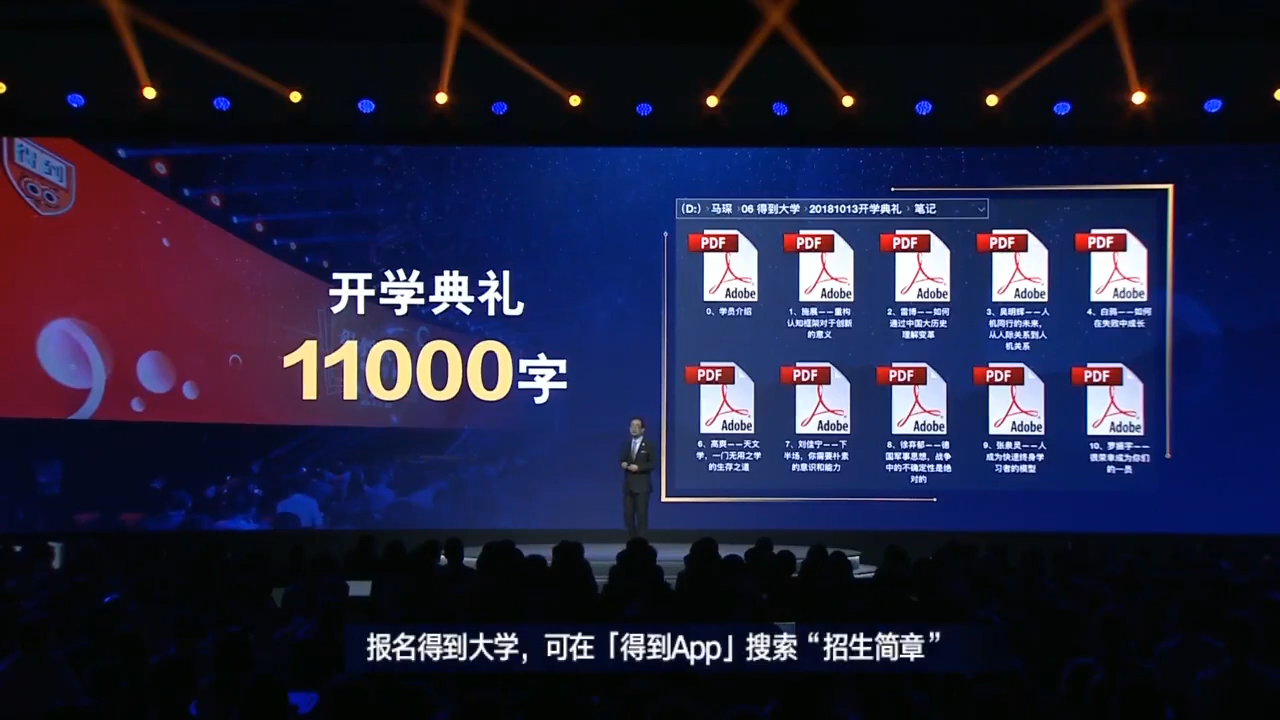 得到
开学典礼
11000字
(D:) › 马琛 › 06 得到大学 › 20181013开学典礼 › 笔记
PDF
PDF
PDF
PDF
PDF
Adobe
Adobe
Adobe
Adobe
Adobe
0、学员介绍
1、施展——重构
认知框架对于创新
的意义
2、雷博——如何
通过中国大历史
理解变革
3、吴明辉——人
机同行的未来，
从人际关系到人
机关系
4、白鸦——如何
在失败中成长
PDF
PDF
PDF
PDF
PDF
Adobe
Adobe
Adobe
Adobe
Adobe
6、高爽——天文
学，一门无用之学
的生存之道
7、刘佳宁——下
半场，你需要朴素
的意识和能力
8、徐弃郁——德
国军事思想，战争
中的不确定性是绝
对的
9、张泉灵——人
成为快速终身学
习者的模型
10、罗振宇——
很荣幸成为你们
的一员
报名得到大学，可在「得到App」搜索“招生简章”